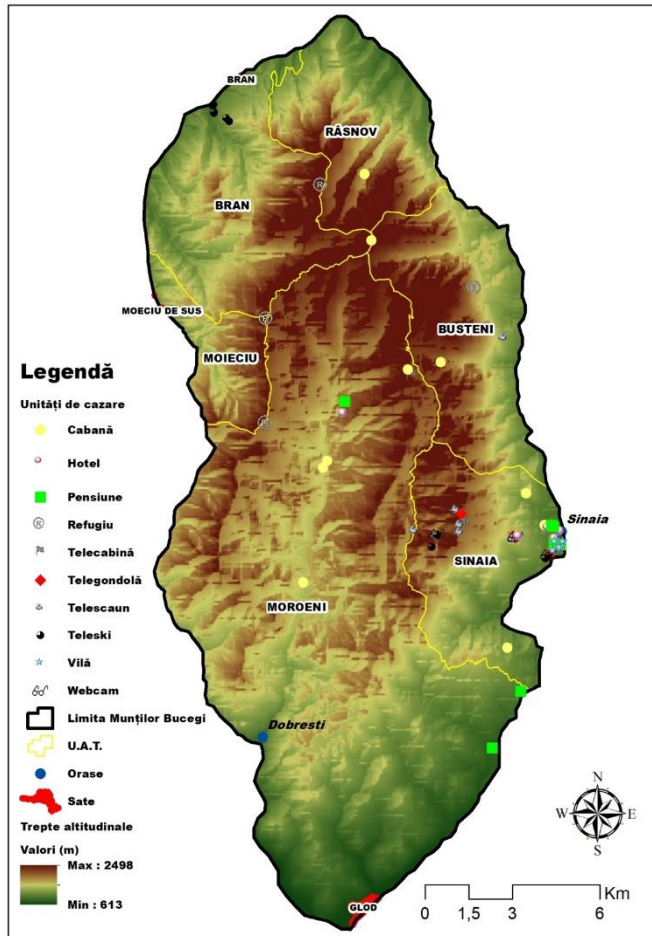 BRAN
RÂSNOV
BRAN
MOECIU DE SUS
MOIECIU
BUSTENI
Sinaia
SINAIA
MOROENI
Dobresti
GLOD
Legendă
Unități de cazare
Cabană
Hotel
Pensiune
Refugiu
Telecabină
Telegondolă
Telescaun
Teleski
Vilă
Webcam
Limita Munților Bucegi
U.A.T.
Orase
Sate
Trepte altitudinale
Valori (m)
Max : 2498
Min : 613
N
W E
S
Km
0 1,5 3 6